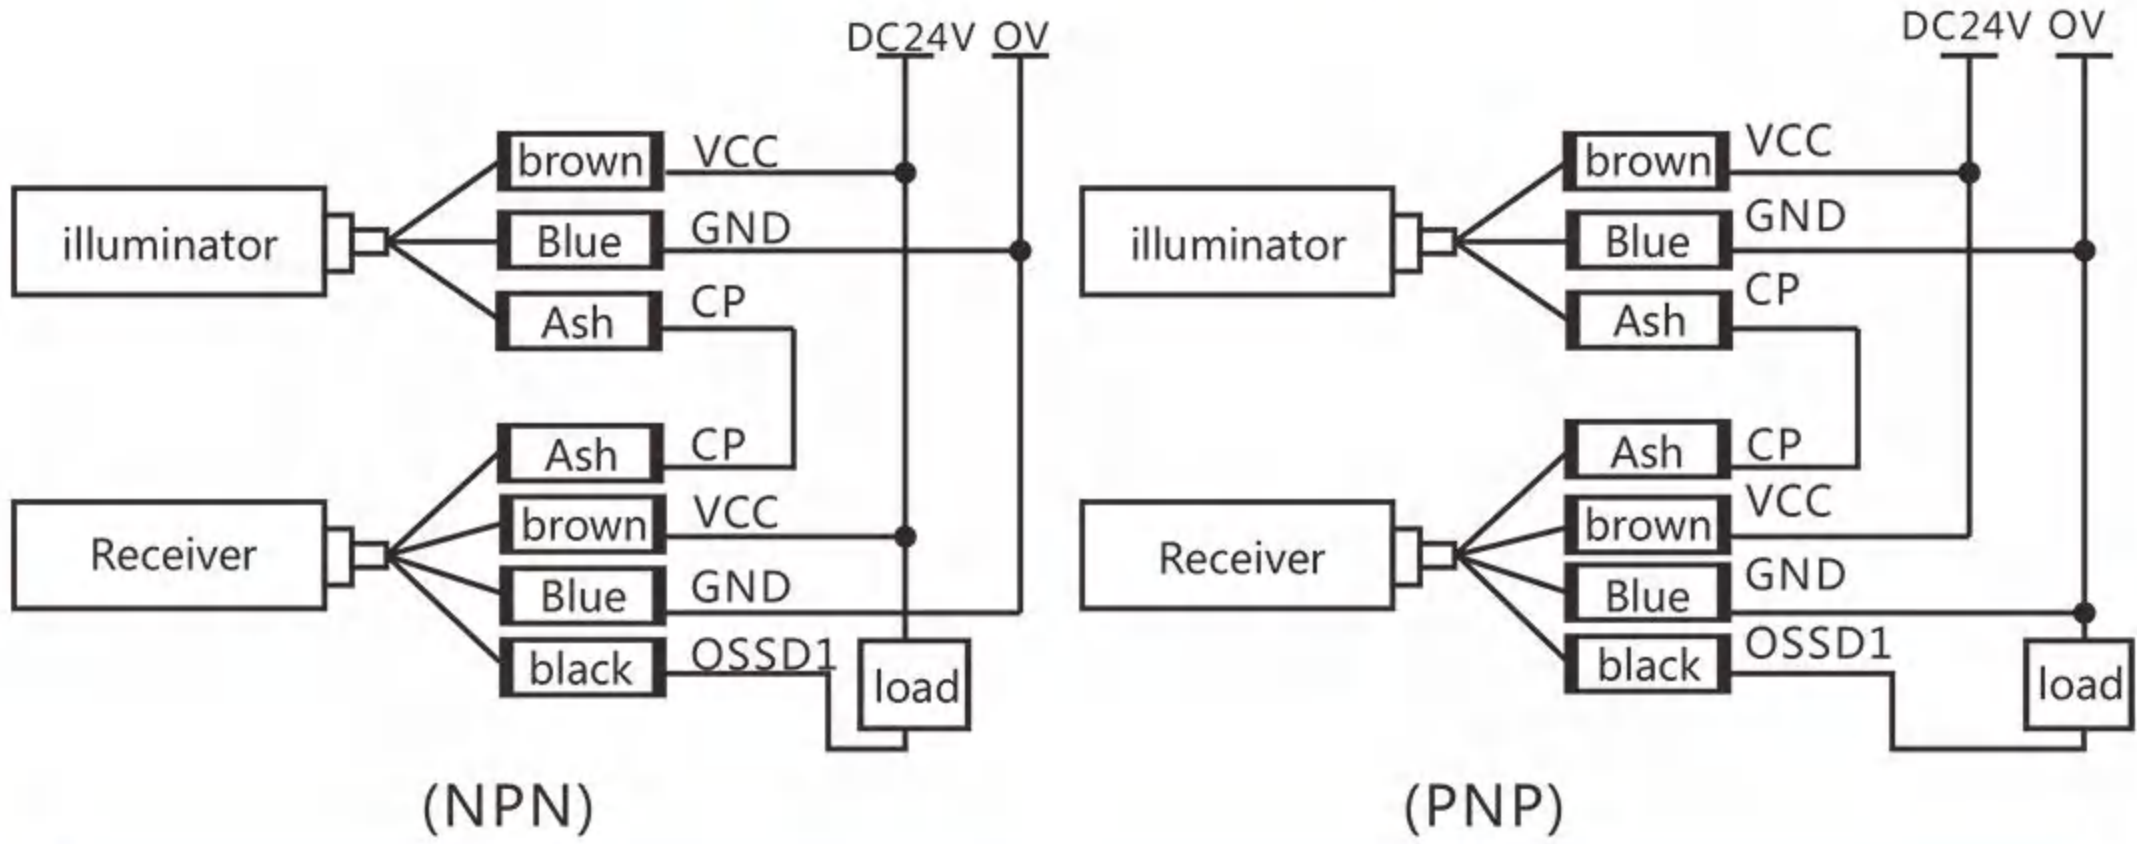 DC24V OV
brown VCC
illuminator
Blue GND
Ash CP
Ash CP
brown VCC
Receiver
Blue GND
black OSSD1
load
(NPN)
DC24V OV
brown VCC
illuminator
Blue GND
Ash CP
Ash CP
brown VCC
Receiver
Blue GND
black OSSD1
load
(PNP)